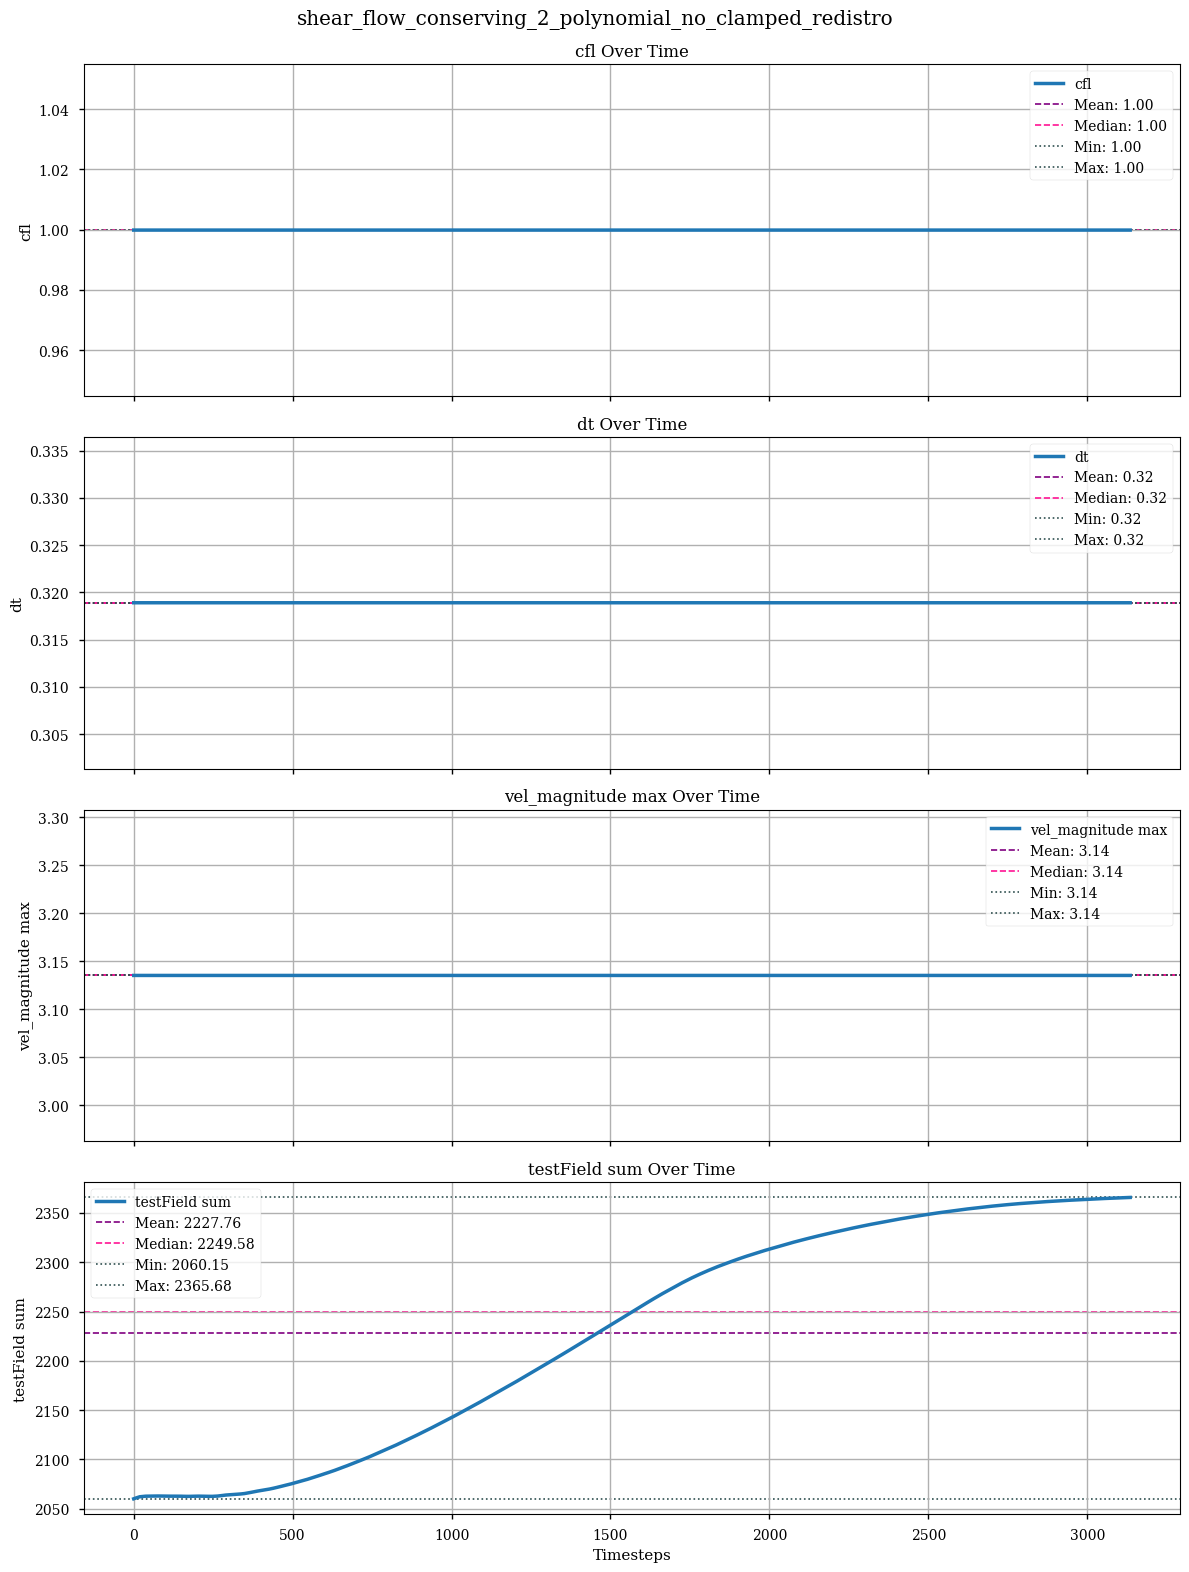 shear_flow_conserving_2_polynomial_no_clamped_redistro
cfl Over Time
cfl
1.04
1.02
1.00
0.98
0.96
cfl
Mean: 1.00
Median: 1.00
Min: 1.00
Max: 1.00
dt Over Time
dt
0.335
0.330
0.325
0.320
0.315
0.310
0.305
dt
Mean: 0.32
Median: 0.32
Min: 0.32
Max: 0.32
vel_magnitude max Over Time
vel_magnitude max
3.30
3.25
3.20
3.15
3.10
3.05
3.00
vel_magnitude max
Mean: 3.14
Median: 3.14
Min: 3.14
Max: 3.14
testField sum Over Time
testField sum
2350
2300
2250
2200
2150
2100
2050
testField sum
Mean: 2227.76
Median: 2249.58
Min: 2060.15
Max: 2365.68
0 500 1000 1500 2000 2500 3000
Timesteps